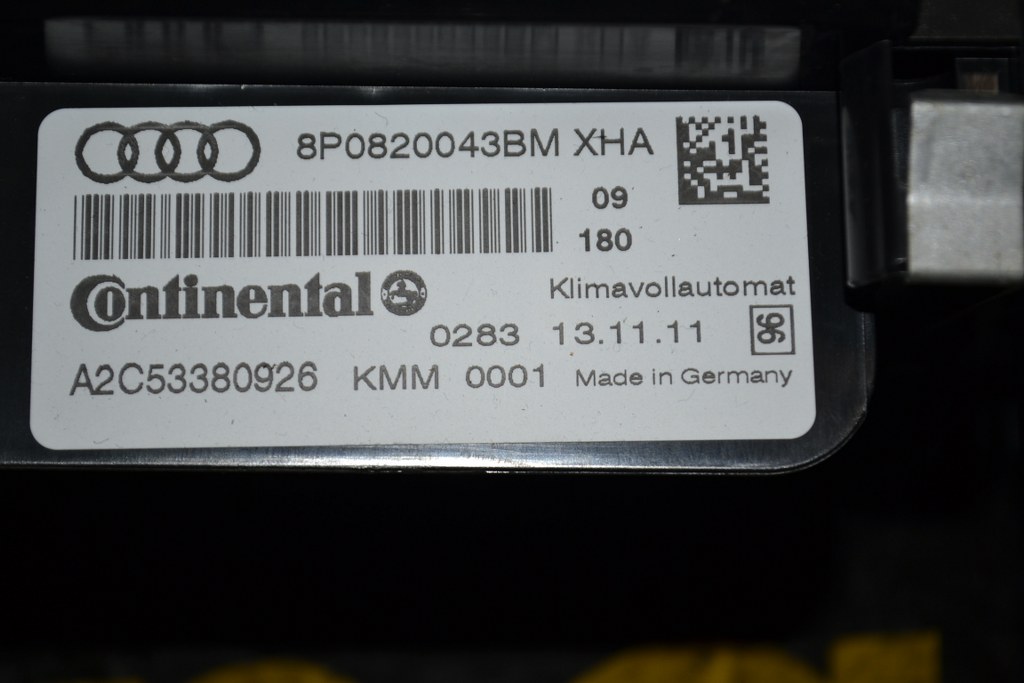 8P0820043BM XHA
09
180
Continental
Klimavollautomat
0283 13.11.11
A2C53380926 KMM 0001 Made in Germany